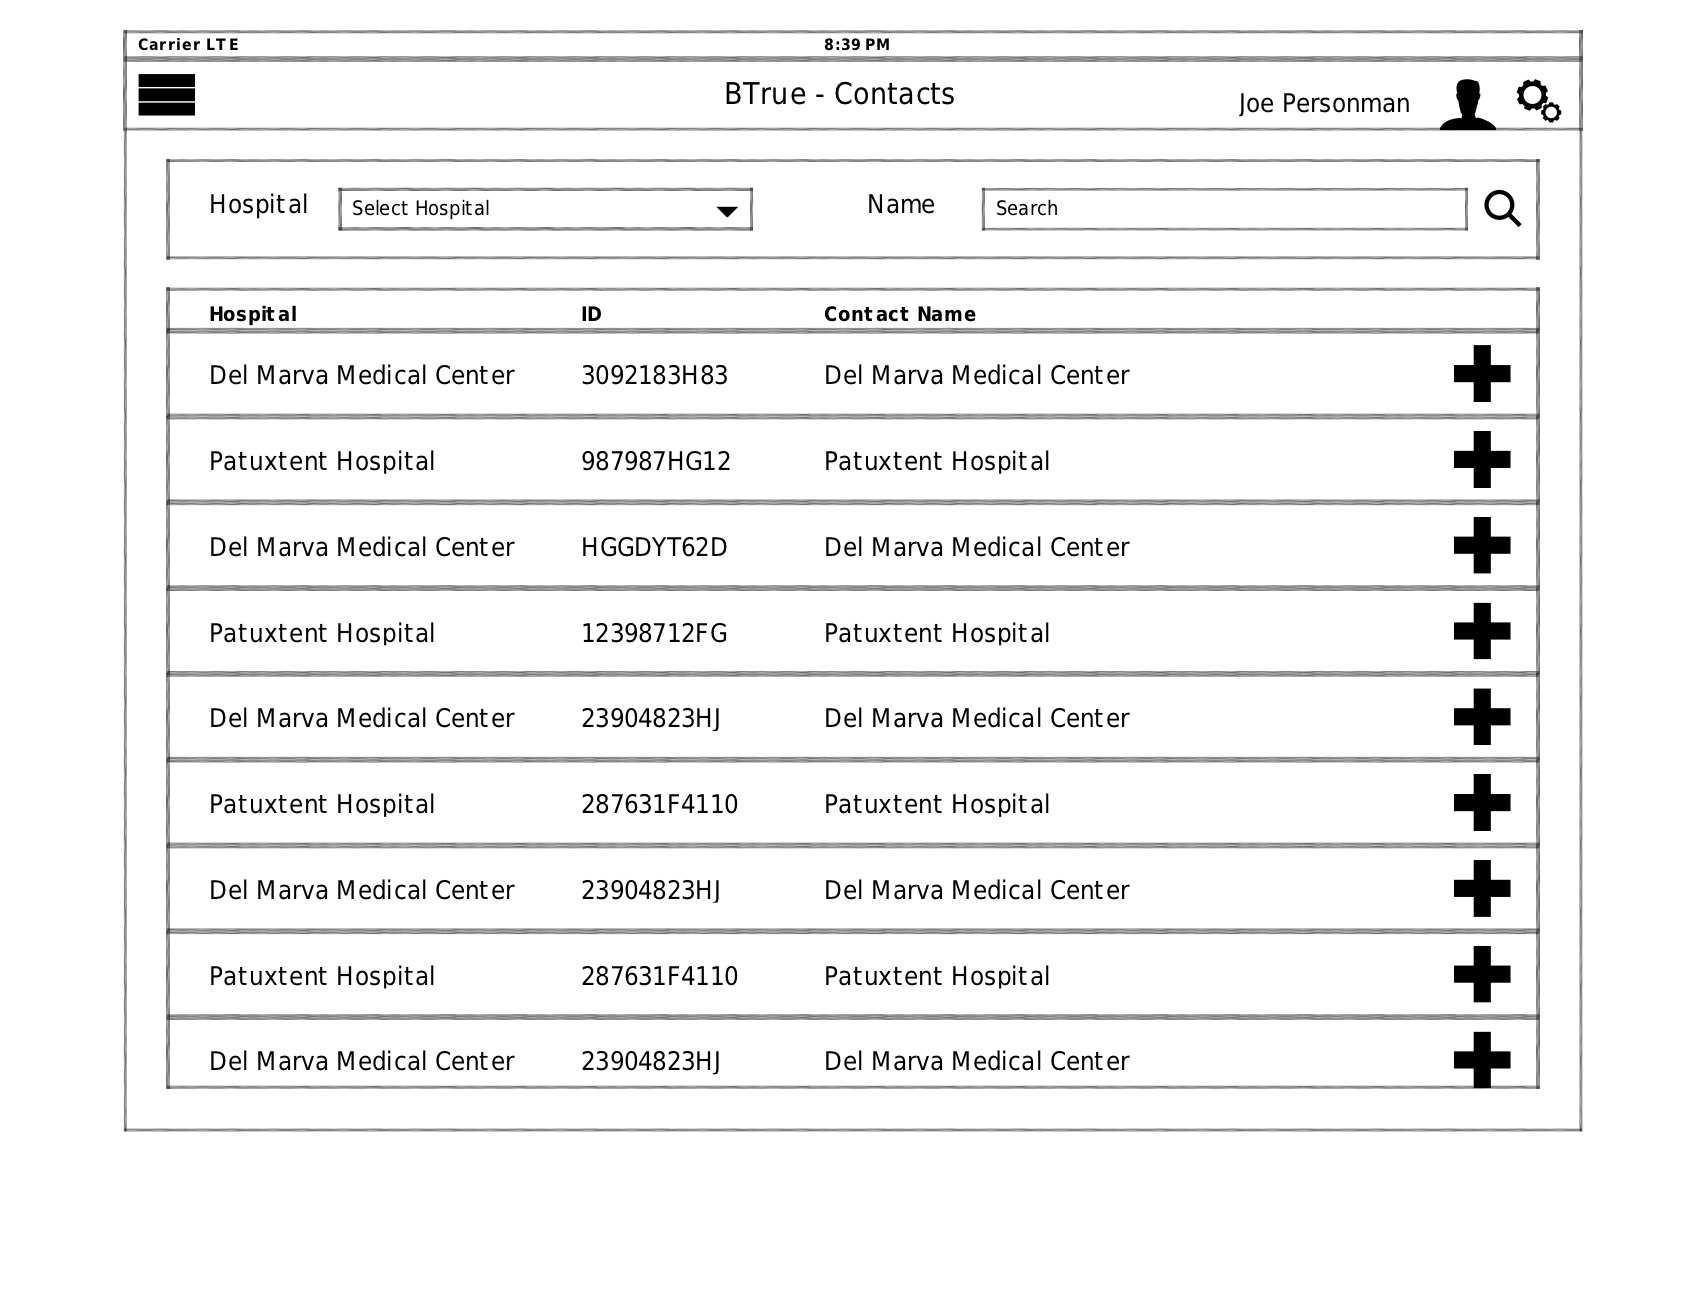 Carrier LTE 8:39 PM
BTrue - Contacts Joe Personman
Hospital Select Hospital Name Search
Hospital ID Contact Name
Del Marva Medical Center 3092183H83 Del Marva Medical Center
Patuxtent Hospital 987987HG12 Patuxtent Hospital
Del Marva Medical Center HGGDYT62D Del Marva Medical Center
Patuxtent Hospital 12398712FG Patuxtent Hospital
Del Marva Medical Center 23904823HJ Del Marva Medical Center
Patuxtent Hospital 287631F4110 Patuxtent Hospital
Del Marva Medical Center 23904823HJ Del Marva Medical Center
Patuxtent Hospital 287631F4110 Patuxtent Hospital
Del Marva Medical Center 23904823HJ Del Marva Medical Center